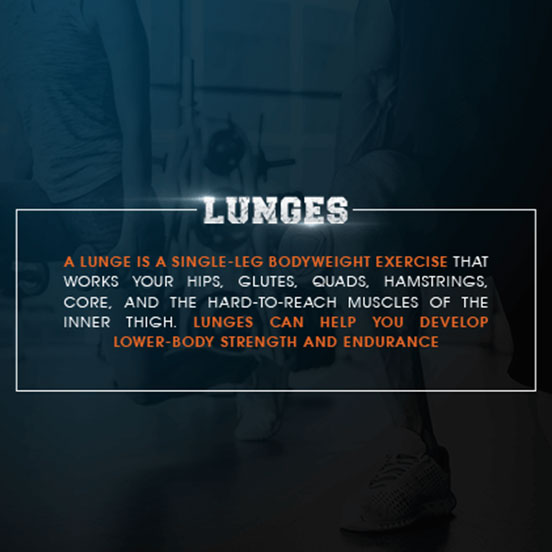 LUNGES
A LUNGE IS A SINGLE-LEG BODYWEIGHT EXERCISE THAT
WORKS YOUR HIPS, GLUTES, QUADS, HAMSTRINGS,
CORE, AND THE HARD-TO-REACH MUSCLES OF THE
INNER THIGH. LUNGES CAN HELP YOU DEVELOP
LOWER-BODY STRENGTH AND ENDURANCE